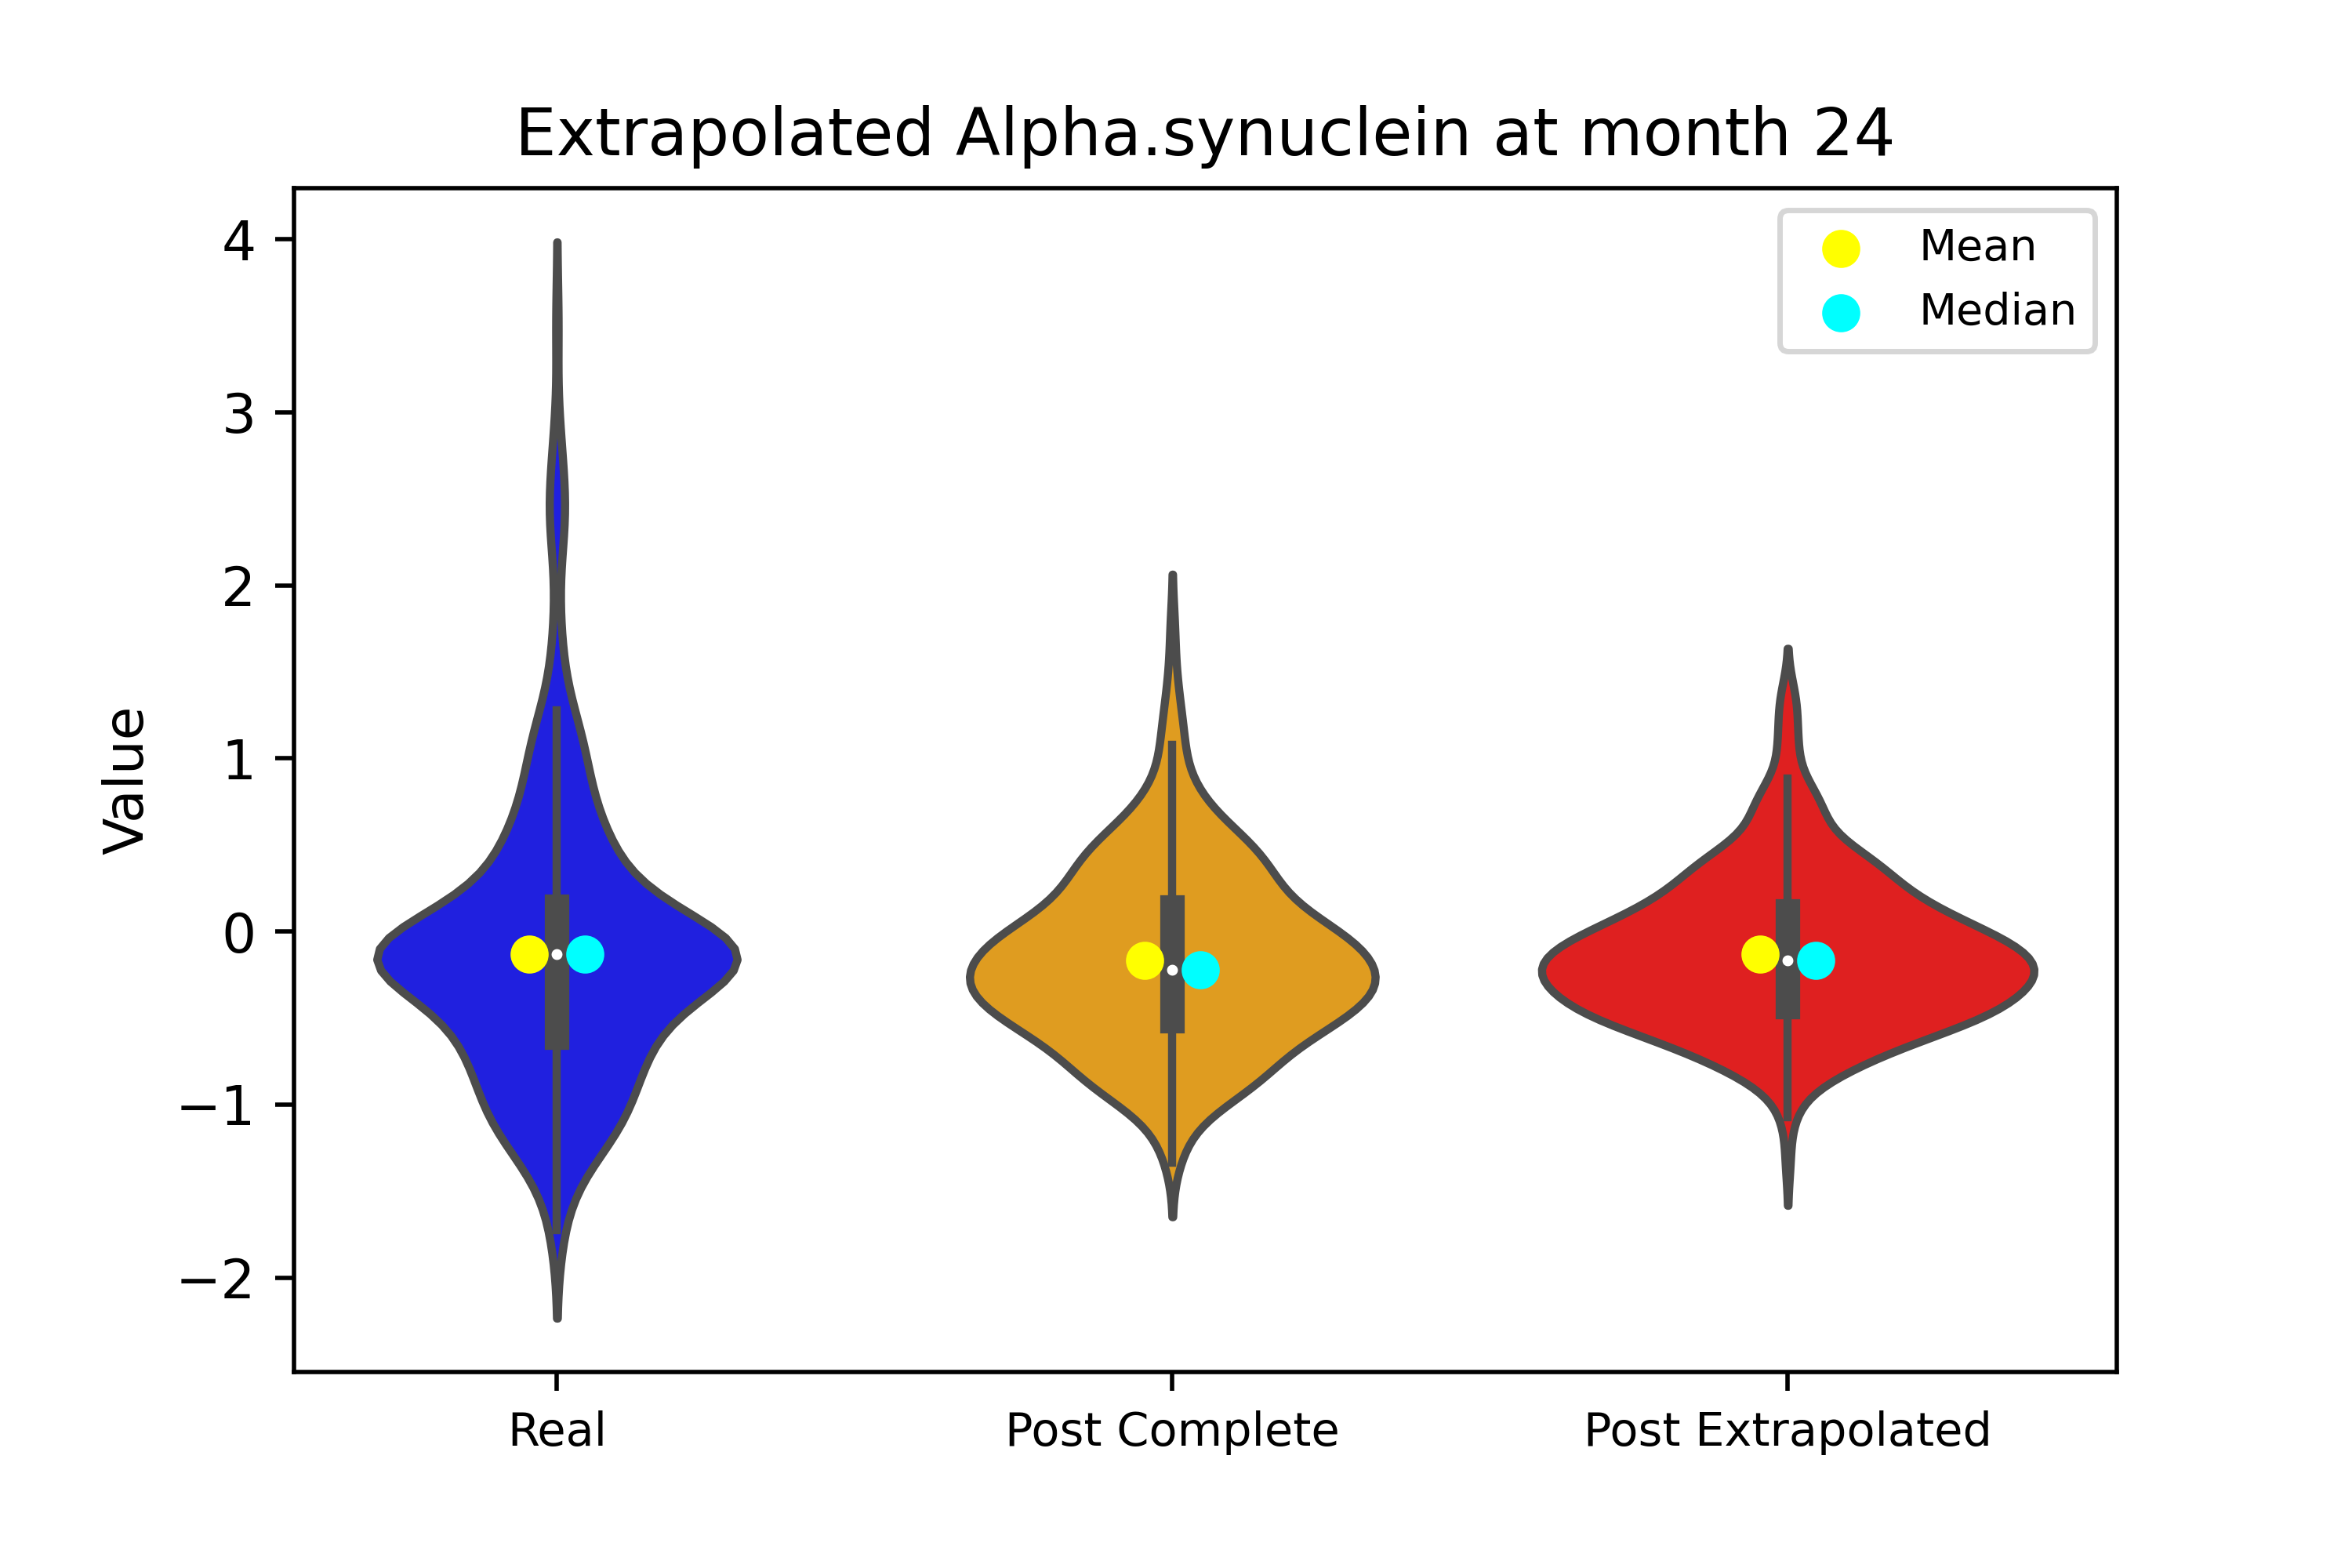 Extrapolated Alpha.synuclein at month 24
Mean
Median
4
3
2
1
0
−1
−2
Value
Real
Post Complete
Post Extrapolated